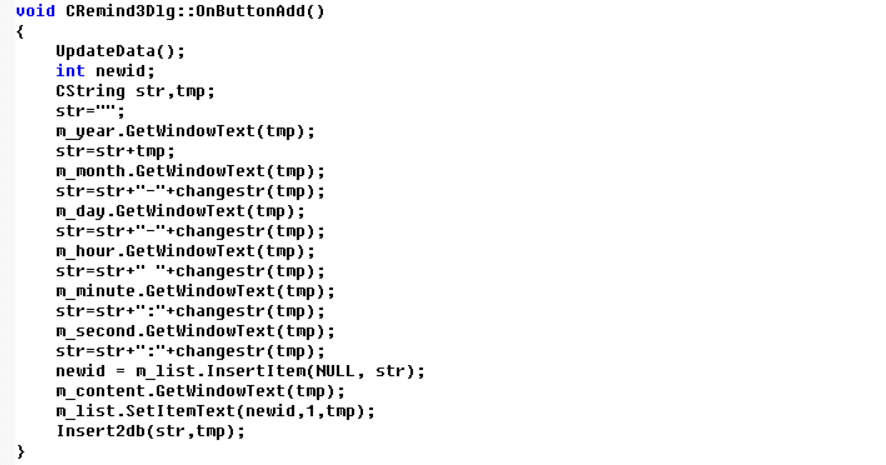 void CRemind3Dlg::OnButtonAdd()
{
    UpdateData();
    int newid;
    CString str,tmp;
    str="";
    m_year.GetWindowText(tmp);
    str=str+tmp;
    m_month.GetWindowText(tmp);
    str=str+"-"+changestr(tmp);
    m_day.GetWindowText(tmp);
    str=str+"-"+changestr(tmp);
    m_hour.GetWindowText(tmp);
    str=str+" "+changestr(tmp);
    m_minute.GetWindowText(tmp);
    str=str+":"+changestr(tmp);
    m_second.GetWindowText(tmp);
    str=str+":"+changestr(tmp);
    newid = m_list.InsertItem(NULL, str);
    m_content.GetWindowText(tmp);
    m_list.SetItemText(newid,1,tmp);
    Insert2db(str,tmp);
}